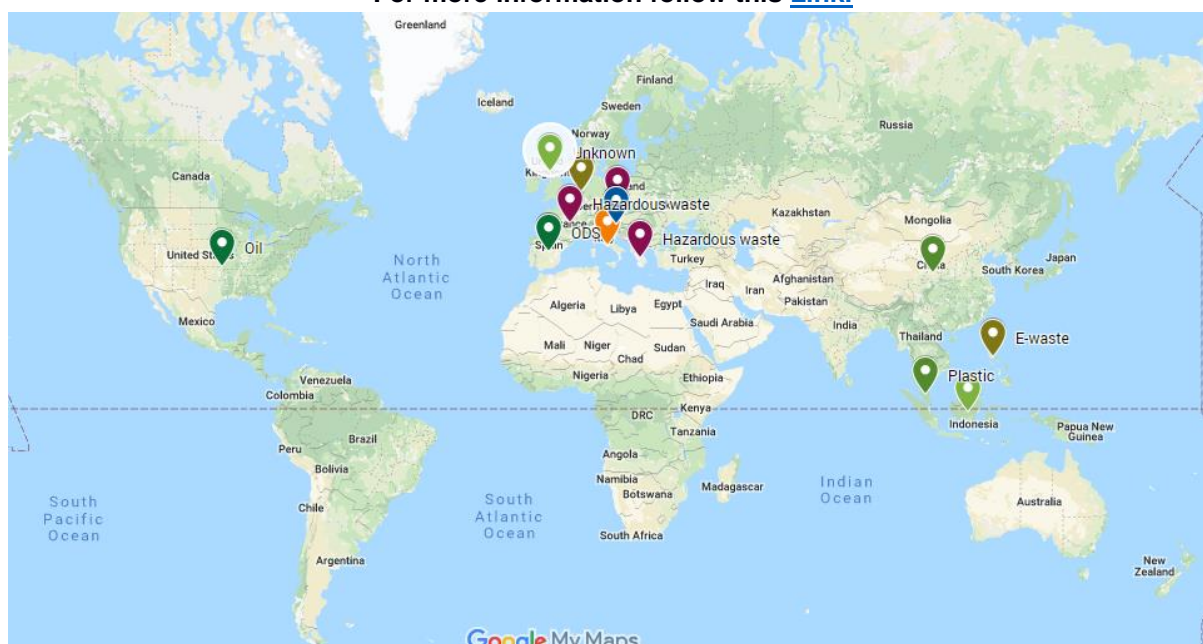 For more information follow this Link.
Greenland
Iceland
Finland
Sweden
Norway
Russia
Unknown
Canada
Hazardous waste
Kazakhstan
Mongolia
ODS
Hazardous waste
Spain
Oil
United States
Turkey
China
Japan
South Korea
North
Atlantic
Ocean
Iraq
Iran
Afghanistan
Pakistan
Algeria
Libya
Egypt
Saudi Arabia
India
Mexico
Thailand
E-waste
Mali
Niger
Chad
Sudan
Nigeria
Ethiopia
Plastic
Venezuela
Colombia
DRC
Kenya
Tanzania
Indonesia
Papua New
Guinea
Brazil
Peru
Bolivia
Angola
Namibia
Botswana
Madagascar
Indian
Ocean
South
Pacific
Ocean
South
Atlantic
Ocean
Chile
Australia
South Africa
Argentina
New
Zealand
Google My Maps